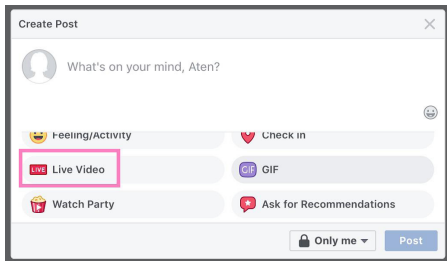 Create Post
What's on your mind, Aten?
Feeling/Activity
Check in
LIVE Live Video
GIF GIF
Watch Party
Ask for Recommendations
Only me
Post